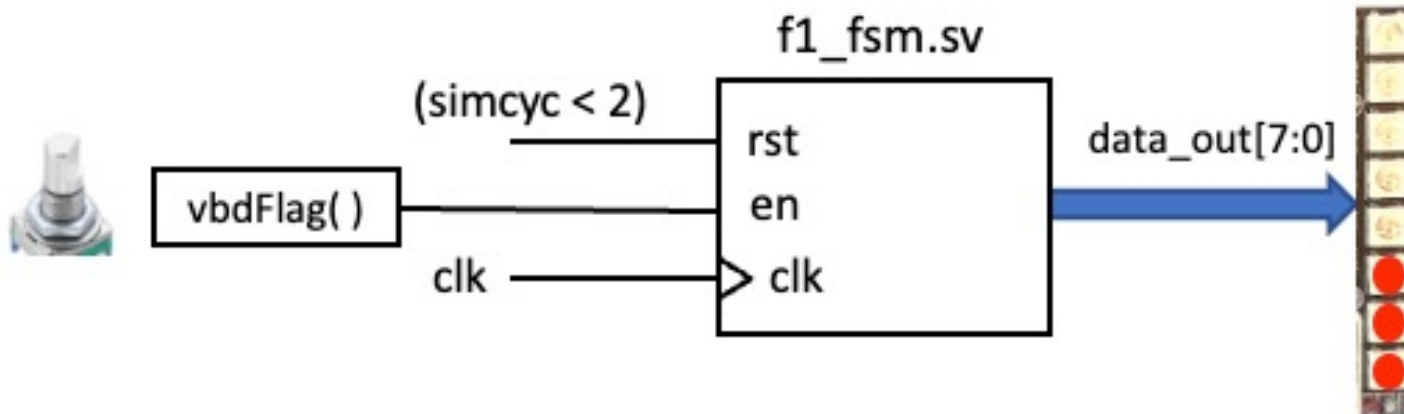 f1_fsm.sv
(simcyc < 2)
rst
data_out[7:0]
vbdFlag( )
en
clk
clk